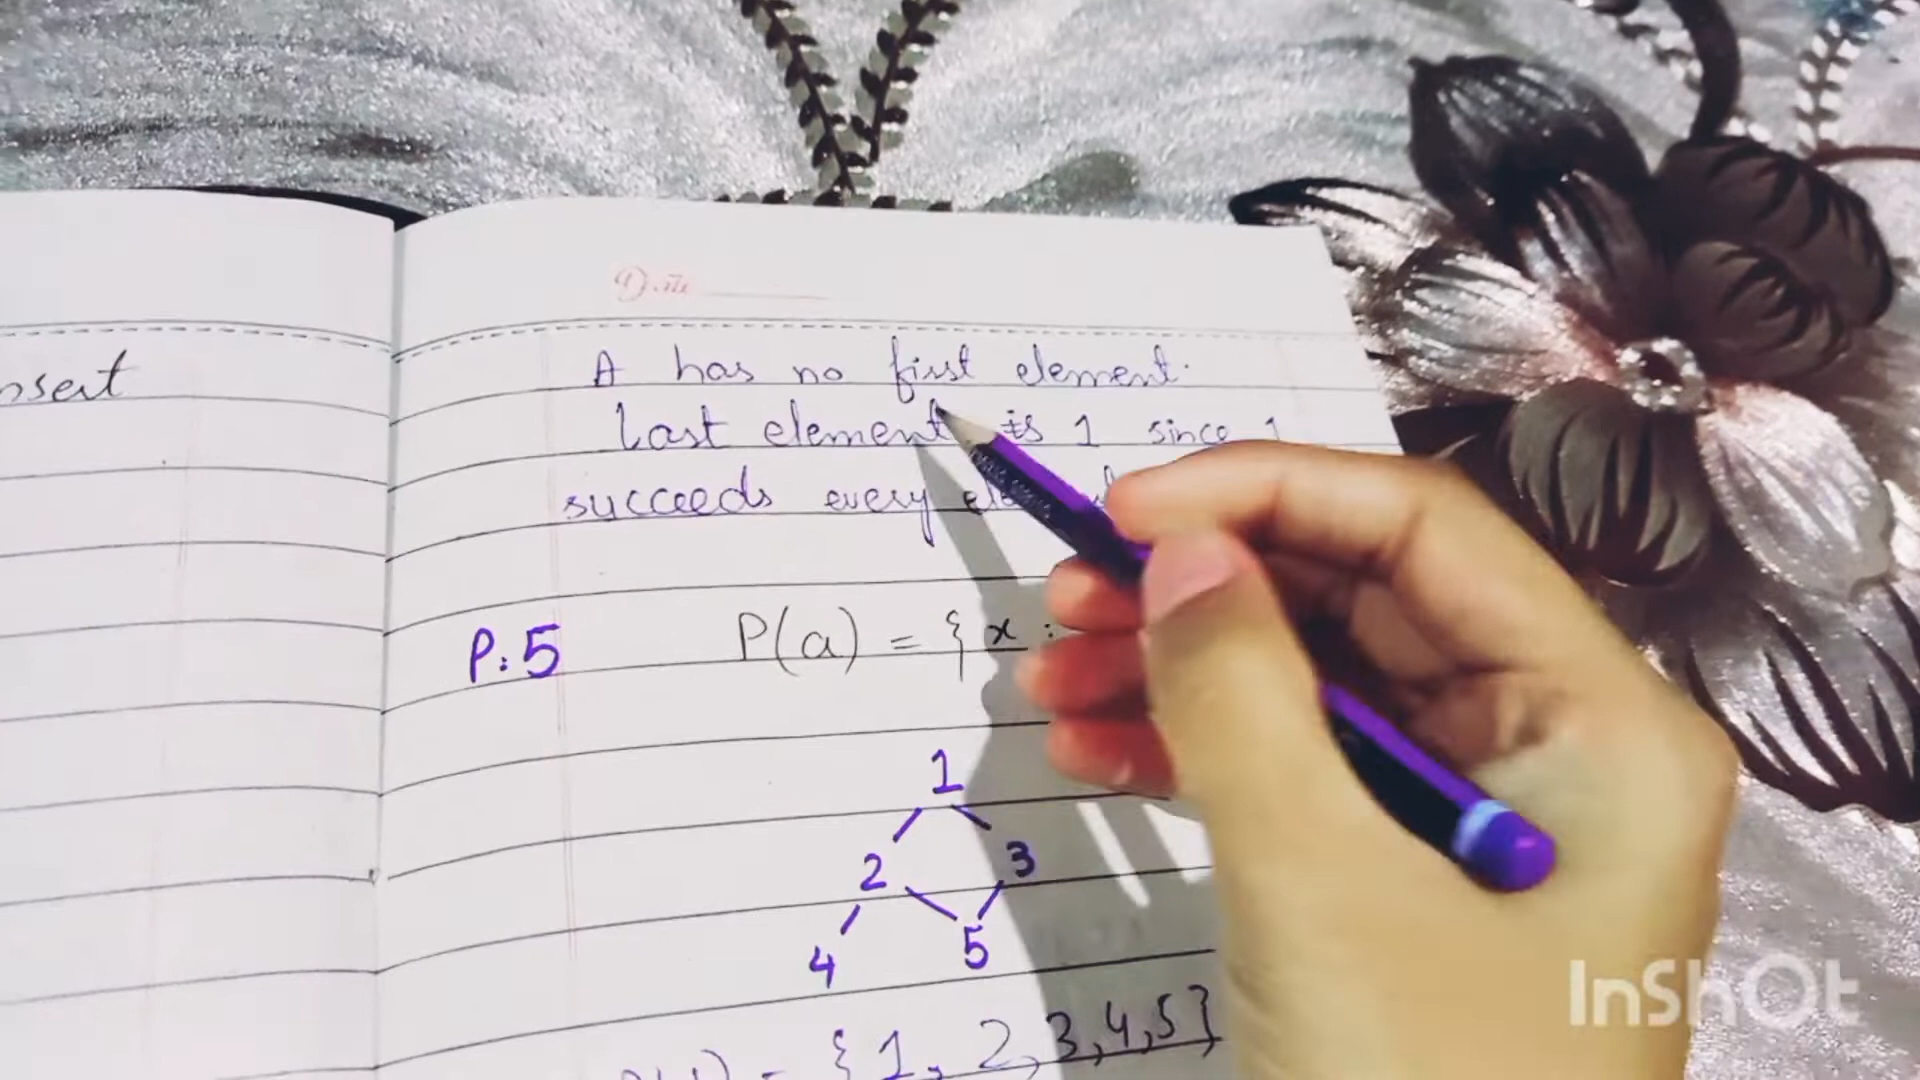 Date
nsert
A has no first element.
Last element is 1 since 1
succeeds every
P.5 P(a) = { x :
1
2 3
4 5
= { 1, 2, 3, 4, 5 }
InShOt